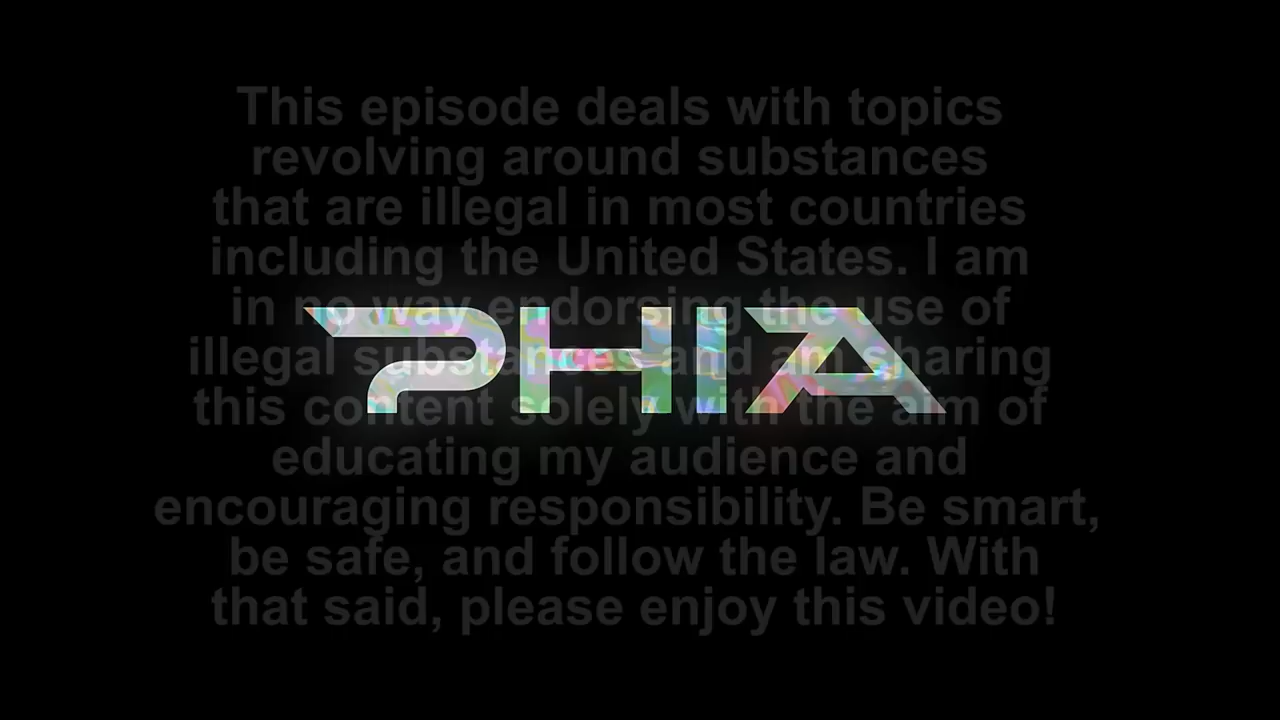 This episode deals with topics
revolving around substances
that are illegal in most countries
including the United States. I am
in no way endorsing the use of
illegal substances and am sharing
this content solely with the aim of
educating my audience and
encouraging responsibility. Be smart,
be safe, and follow the law. With
that said, please enjoy this video!
PHIA